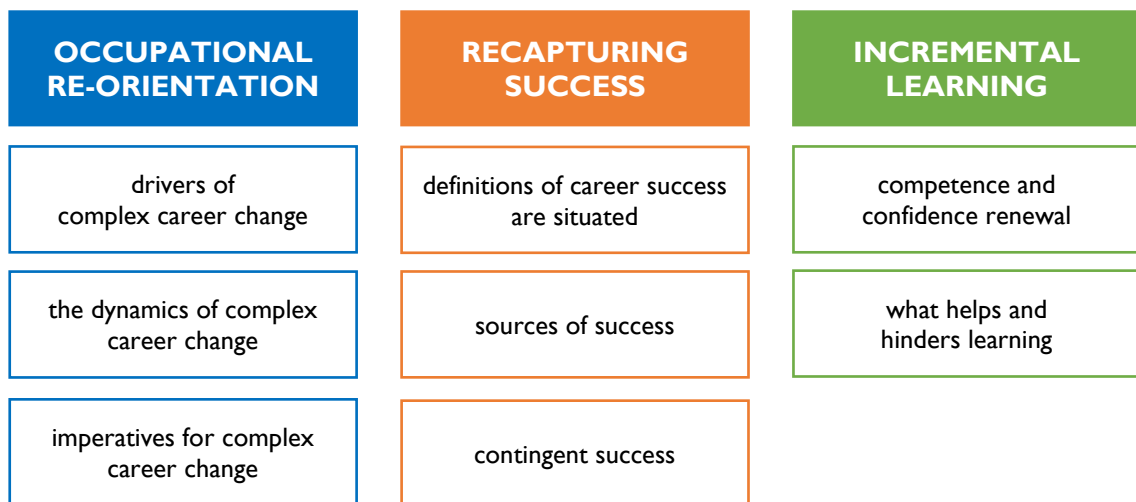 OCCUPATIONAL
RE-ORIENTATION
drivers of
complex career change
the dynamics of complex
career change
imperatives for complex
career change
RECAPTURING
SUCCESS
definitions of career success
are situated
sources of success
contingent success
INCREMENTAL
LEARNING
competence and
confidence renewal
what helps and
hinders learning